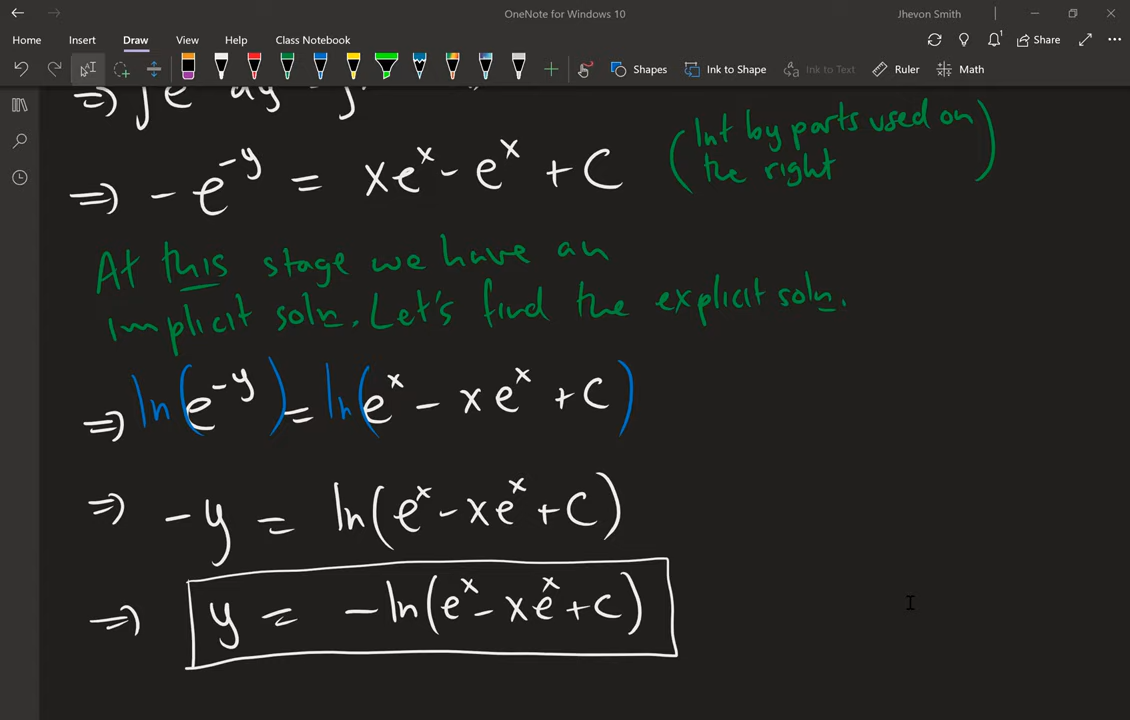 OneNote for Windows 10
Jhevon Smith
Home Insert Draw View Help Class Notebook
Share
Shapes Ink to Shape Ink to Text Ruler Math
⇒ ∫e dy = ∫
(Int by parts used on
the right)
⇒ -e^{-y} = xe^x - e^x + C
At this stage we have an
implicit soln. Let's find the explicit soln.
⇒ ln(e^{-y}) = ln(e^x - xe^x + C)
⇒ -y = ln(e^x - xe^x + C)
⇒ y = -ln(e^x - xe^x + C)